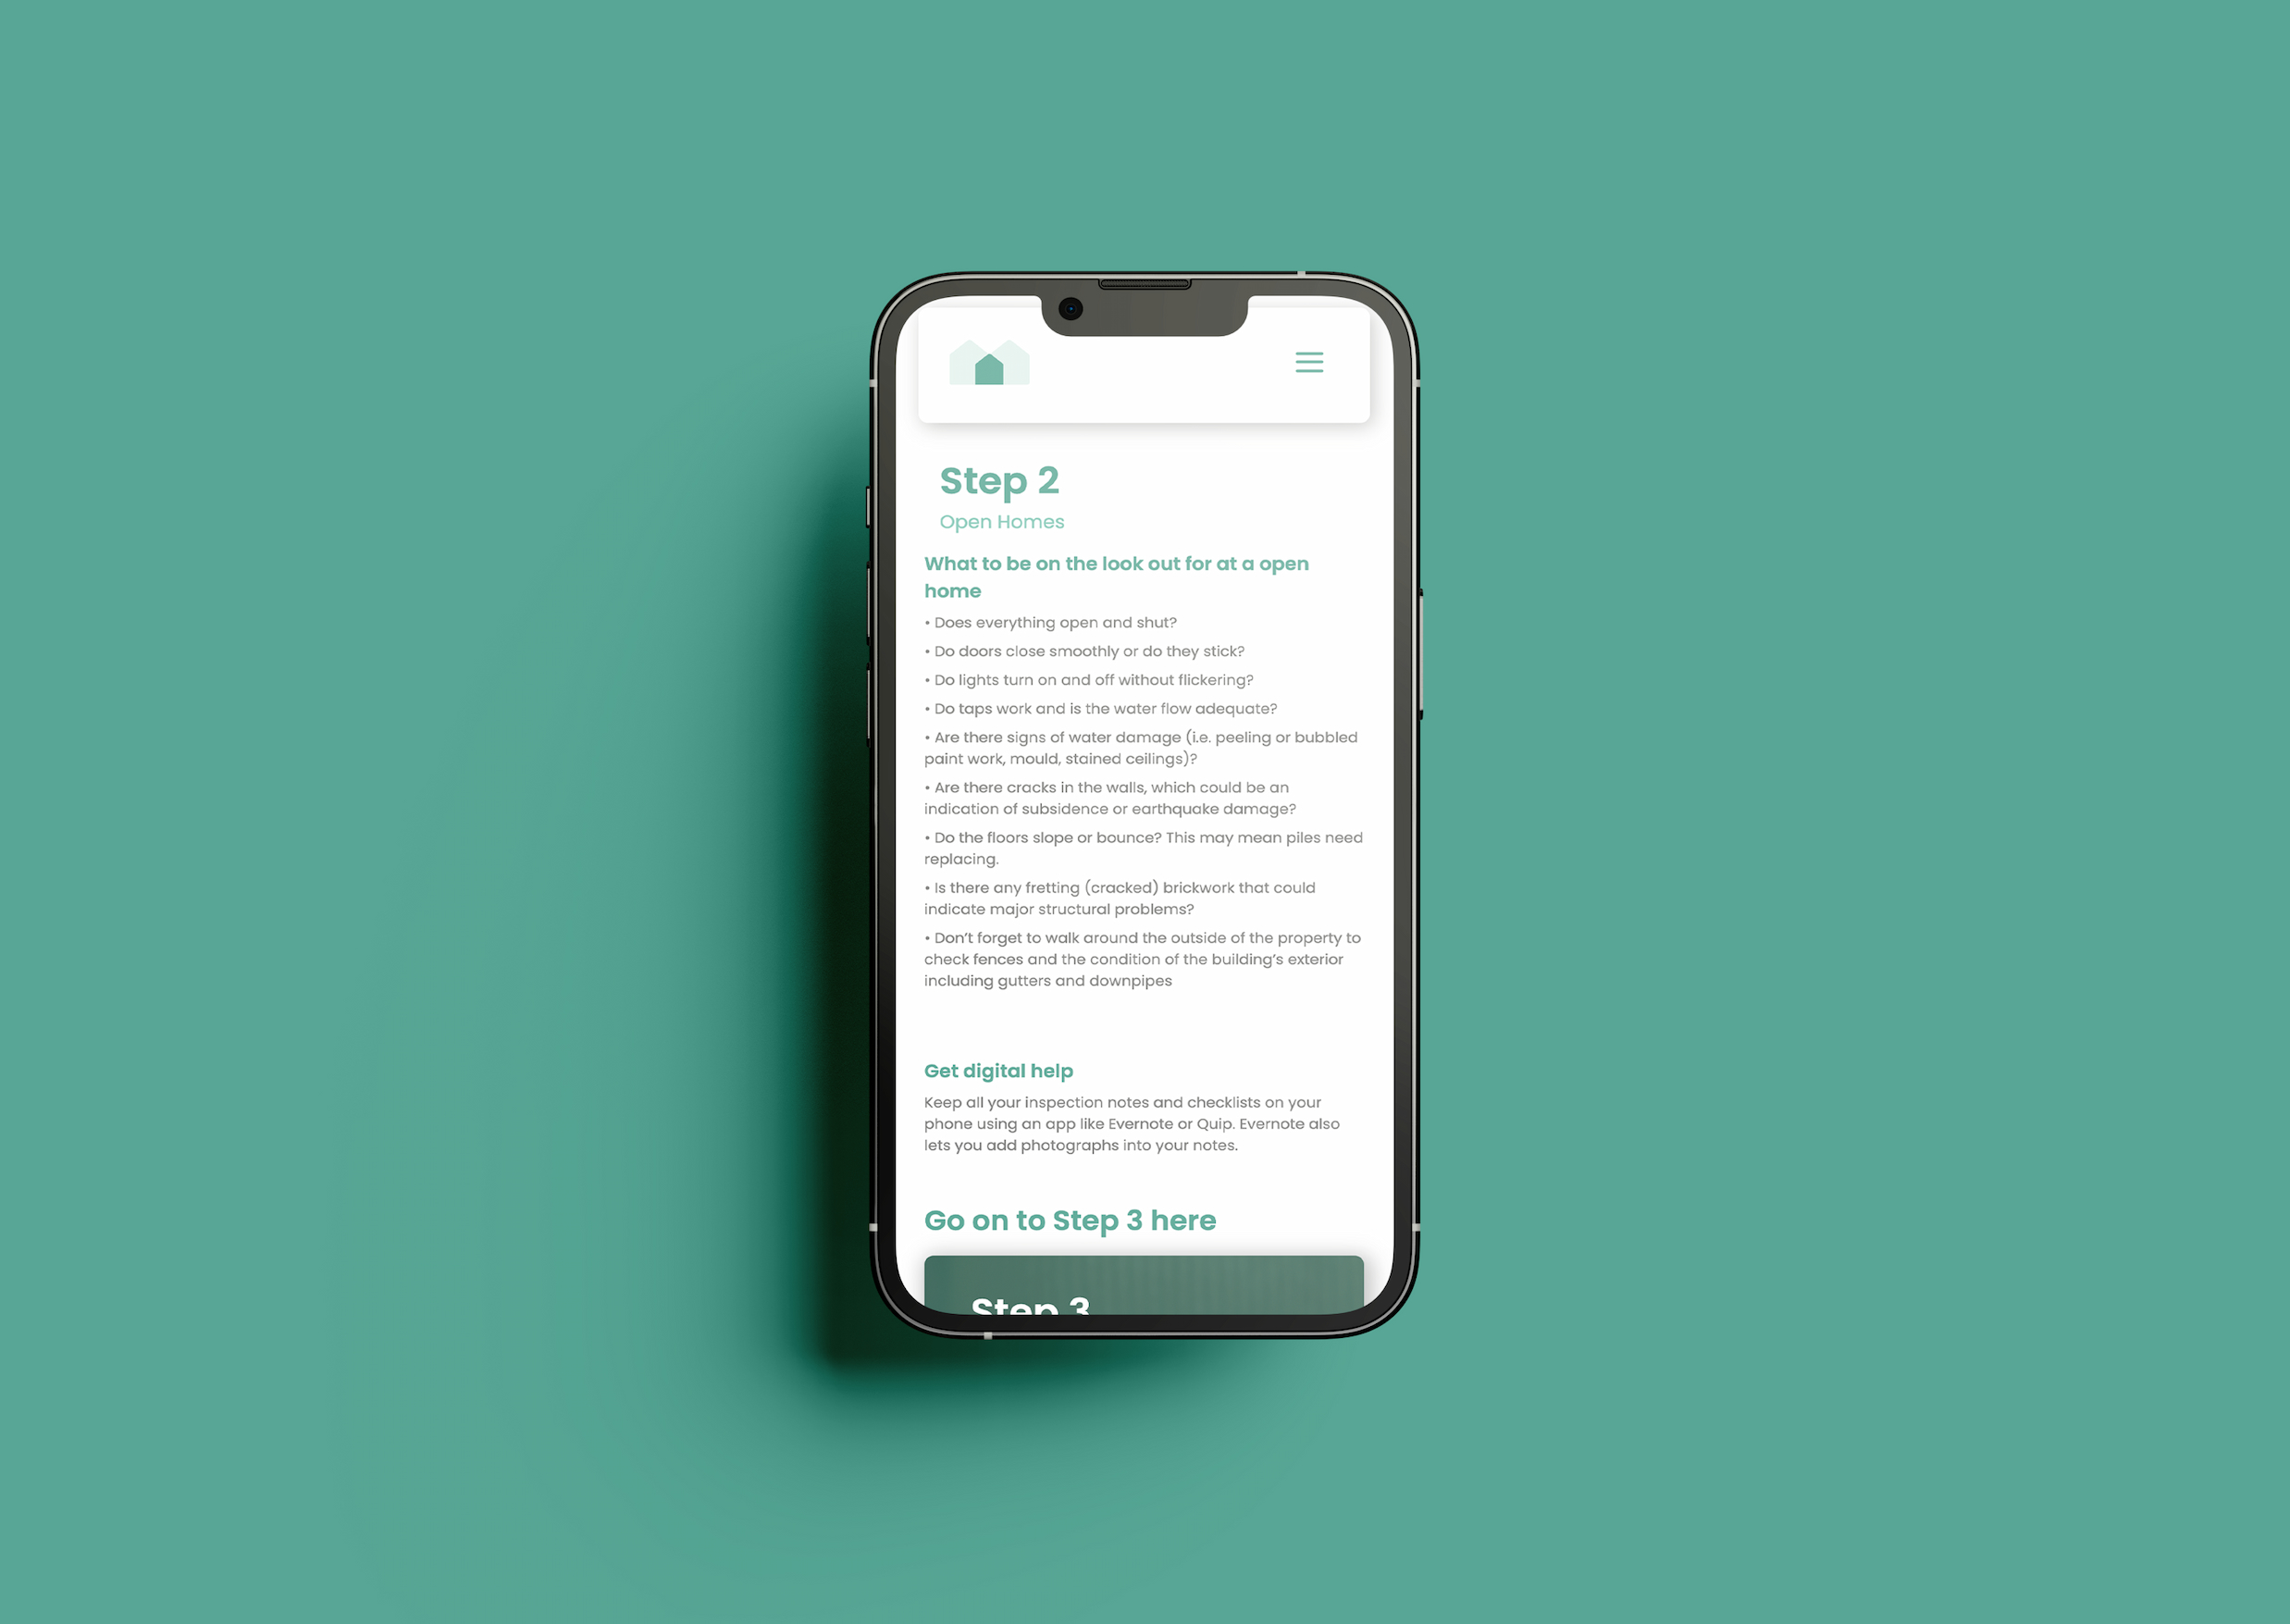 Step 2
Open Homes
What to be on the look out for at a open
home
• Does everything open and shut?
• Do doors close smoothly or do they stick?
• Do lights turn on and off without flickering?
• Do taps work and is the water flow adequate?
• Are there signs of water damage (i.e. peeling or bubbled
paint work, mould, stained ceilings)?
• Are there cracks in the walls, which could be an
indication of subsidence or earthquake damage?
• Do the floors slope or bounce? This may mean piles need
replacing.
• Is there any fretting (cracked) brickwork that could
indicate major structural problems?
• Don’t forget to walk around the outside of the property to
check fences and the condition of the building’s exterior
including gutters and downpipes
Get digital help
Keep all your inspection notes and checklists on your
phone using an app like Evernote or Quip. Evernote also
lets you add photographs into your notes.
Go on to Step 3 here
Step 3